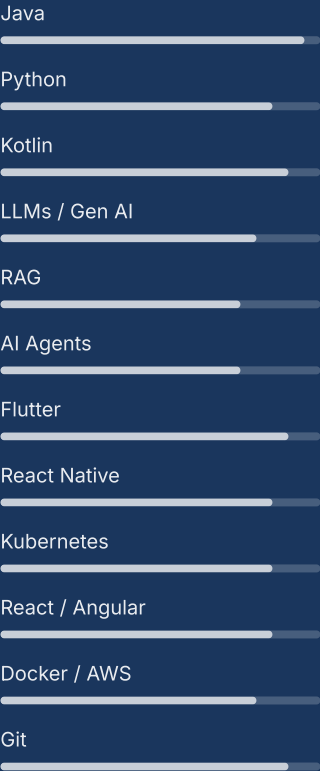 Java
Python
Kotlin
LLMs / Gen AI
RAG
AI Agents
Flutter
React Native
Kubernetes
React / Angular
Docker / AWS
Git